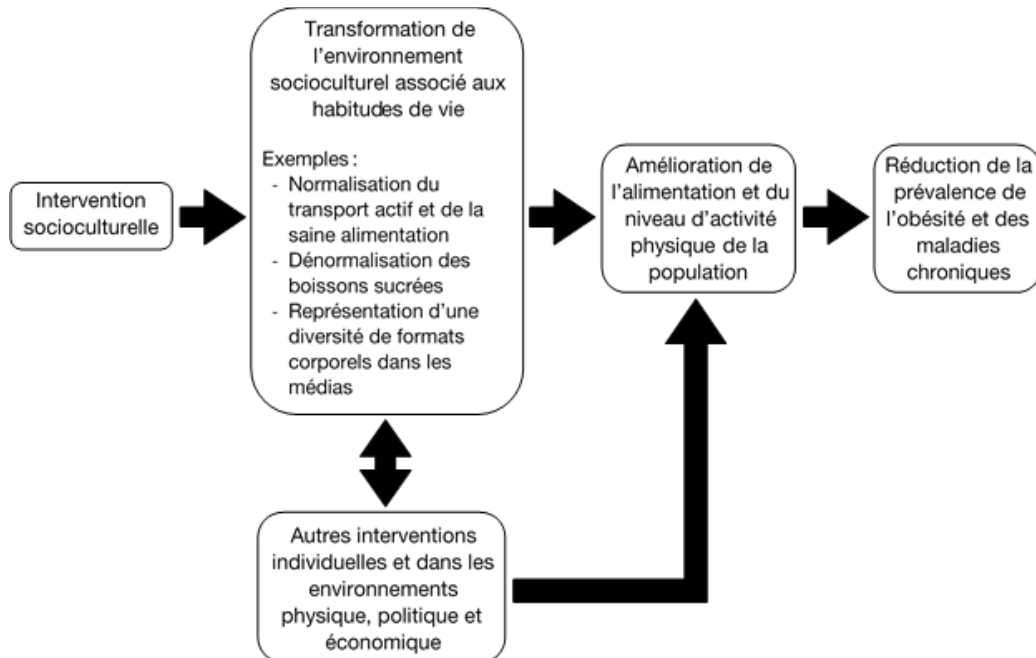 Intervention
socioculturelle
Transformation de
l'environnement
socioculturel associé aux
habitudes de vie
Exemples :
- Normalisation du
transport actif et de la
saine alimentation
- Dénormalisation des
boissons sucrées
- Représentation d'une
diversité de formats
corporels dans les
médias
Amélioration de
l'alimentation et du
niveau d'activité
physique de la
population
Réduction de la
prévalence de
l'obésité et des
maladies
chroniques
Autres interventions
individuelles et dans les
environnements
physique, politique et
économique